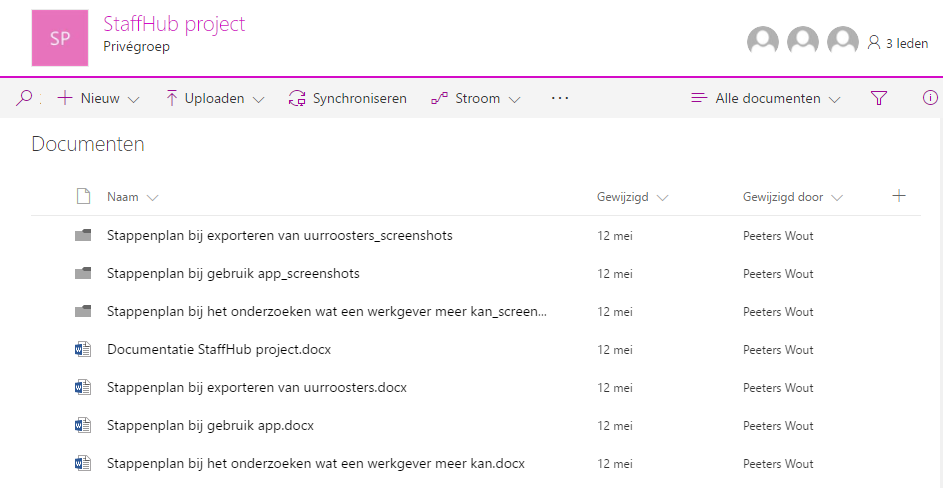 SP
StaffHub project
Privégroep
3 leden
Nieuw
Uploaden
Synchroniseren
Stroom
...
Alle documenten
Documenten
Naam Gewijzigd Gewijzigd door
Stappenplan bij exporteren van uurroosters_screenshots 12 mei Peeters Wout
Stappenplan bij gebruik app_screenshots 12 mei Peeters Wout
Stappenplan bij het onderzoeken wat een werkgever meer kan_screen... 12 mei Peeters Wout
Documentatie StaffHub project.docx 12 mei Peeters Wout
Stappenplan bij exporteren van uurroosters.docx 12 mei Peeters Wout
Stappenplan bij gebruik app.docx 12 mei Peeters Wout
Stappenplan bij het onderzoeken wat een werkgever meer kan.docx 12 mei Peeters Wout